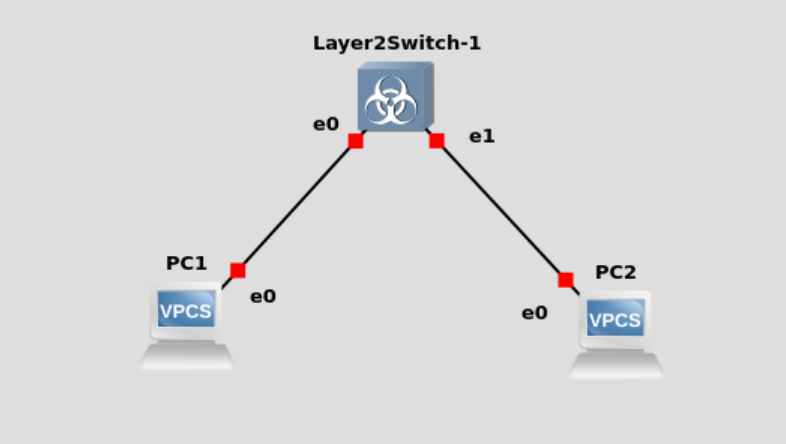 Layer2Switch-1
e0
e1
PC1
e0
VPCS
PC2
e0
VPCS